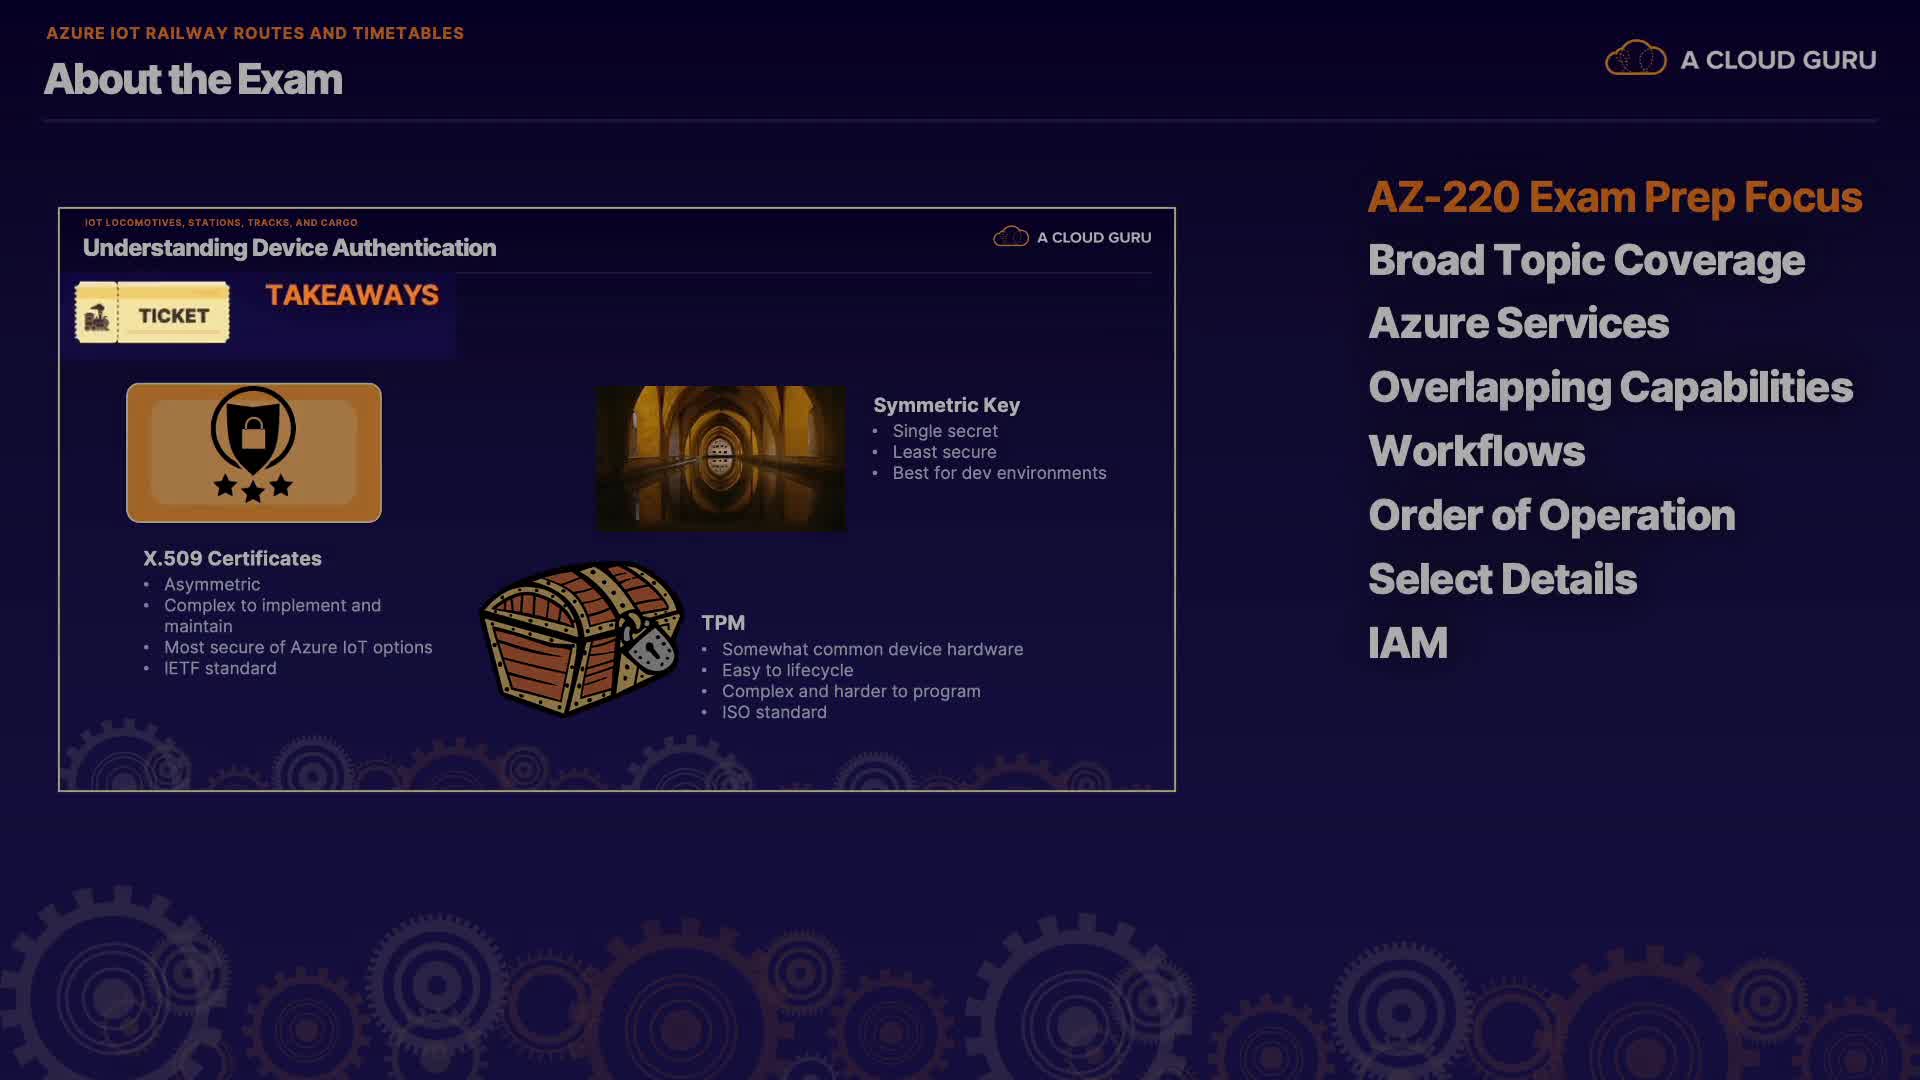 AZURE IOT RAILWAY ROUTES AND TIMETABLES
About the Exam
A CLOUD GURU
IOT LOCOMOTIVES, STATIONS, TRACKS, AND CARGO
Understanding Device Authentication
A CLOUD GURU
TICKET
TAKEAWAYS
Symmetric Key
• Single secret
• Least secure
• Best for dev environments
X.509 Certificates
• Asymmetric
• Complex to implement and
maintain
• Most secure of Azure IoT options
• IETF standard
TPM
• Somewhat common device hardware
• Easy to lifecycle
• Complex and harder to program
• ISO standard
AZ-220 Exam Prep Focus
Broad Topic Coverage
Azure Services
Overlapping Capabilities
Workflows
Order of Operation
Select Details
IAM